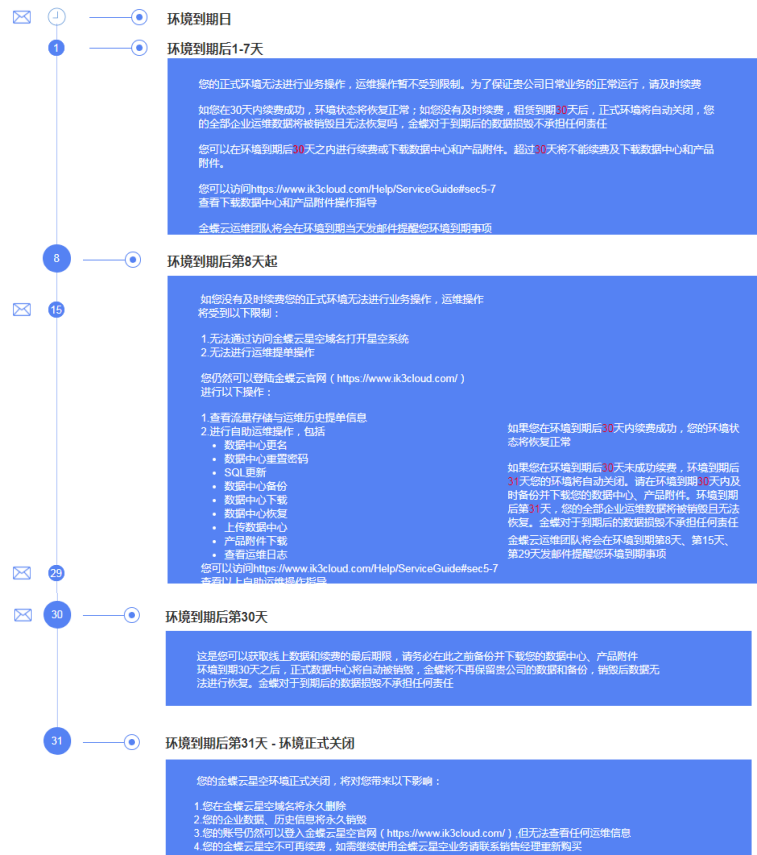 环境到期日
1
环境到期后1-7天
您的正式环境无法进行业务操作，运维操作暂不受到限制。为了保证贵公司日常业务的正常运行，请及时续费
如您在30天内续费成功，环境状态将恢复正常；如您没有及时续费，租赁到期30天后，正式环境将自动关闭，您
的全部企业运维数据将被销毁且无法恢复吗，金蝶对于到期后的数据损毁不承担任何责任
您可以在环境到期后30天之内进行续费或下载数据中心和产品附件。超过30天将不能续费及下载数据中心和产品
附件。
您可以访问https://www.ik3cloud.com/Help/ServiceGuide#sec5-7
查看下载数据中心和产品附件操作指导
金蝶云运维团队将会在环境到期当天发邮件提醒您环境到期事项
8
环境到期后第8天起
15
如您没有及时续费您的正式环境无法进行业务操作，运维操作
将受到以下限制：
1.无法通过访问金蝶云星空域名打开星空系统
2.无法进行运维提单操作
您仍然可以登陆金蝶云官网（https://www.ik3cloud.com/）
进行以下操作：
1.查看流量存储与运维历史提单信息
2.进行自助运维操作，包括
• 数据中心更名
• 数据中心重置密码
• SQL更新
• 数据中心备份
• 数据中心下载
• 数据中心恢复
• 上传数据中心
• 产品附件下载
• 查看运维日志
您可以访问https://www.ik3cloud.com/Help/ServiceGuide#sec5-7
查看以上自助运维操作指导
如果您在环境到期后30天内续费成功，您的环境状
态将恢复正常
如果您在环境到期后30天未成功续费，环境到期后
31天您的环境将自动关闭。请在环境到期30天内及
时备份并下载您的数据中心、产品附件。环境到期
后第31天，您的全部企业运维数据将被销毁且无法
恢复。金蝶对于到期后的数据损毁不承担任何责任
金蝶云运维团队将会在环境到期第8天、第15天、
第29天发邮件提醒您环境到期事项
29
30
环境到期后第30天
这是您可以获取线上数据和续费的最后期限，请务必在此之前备份并下载您的数据中心、产品附件
环境到期30天之后，正式数据中心将自动被销毁，金蝶将不再保留贵公司的数据和备份，销毁后数据无
法进行恢复。金蝶对于到期后的数据损毁不承担任何责任
31
环境到期后第31天 - 环境正式关闭
您的金蝶云星空环境正式关闭，将对您带来以下影响：
1.您在金蝶云星空域名将永久删除
2.您的企业数据、历史信息将永久销毁
3.您的账号仍然可以登入金蝶云星空官网（https://www.ik3cloud.com/）,但无法查看任何运维信息
4.您的金蝶云星空不可再续费，如需继续使用金蝶云星空业务请联系销售经理重新购买